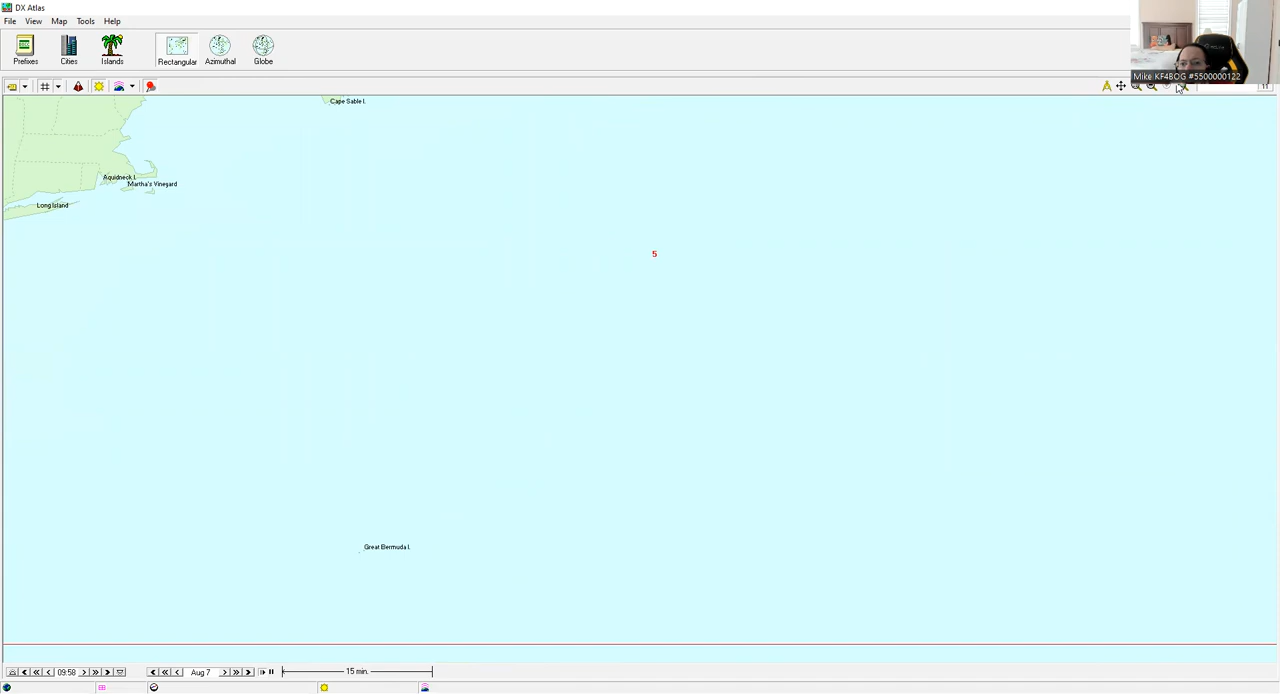 DX Atlas
File View Map Tools Help
Prefixes Cities Islands Rectangular Azimuthal Globe
Mike KF4BOG #5500000122
11
Cape Sable I.
Aquidneck I.
Martha's Vineyard
Long Island
5
Great Bermuda I.
09:58 Aug 7 15 min.